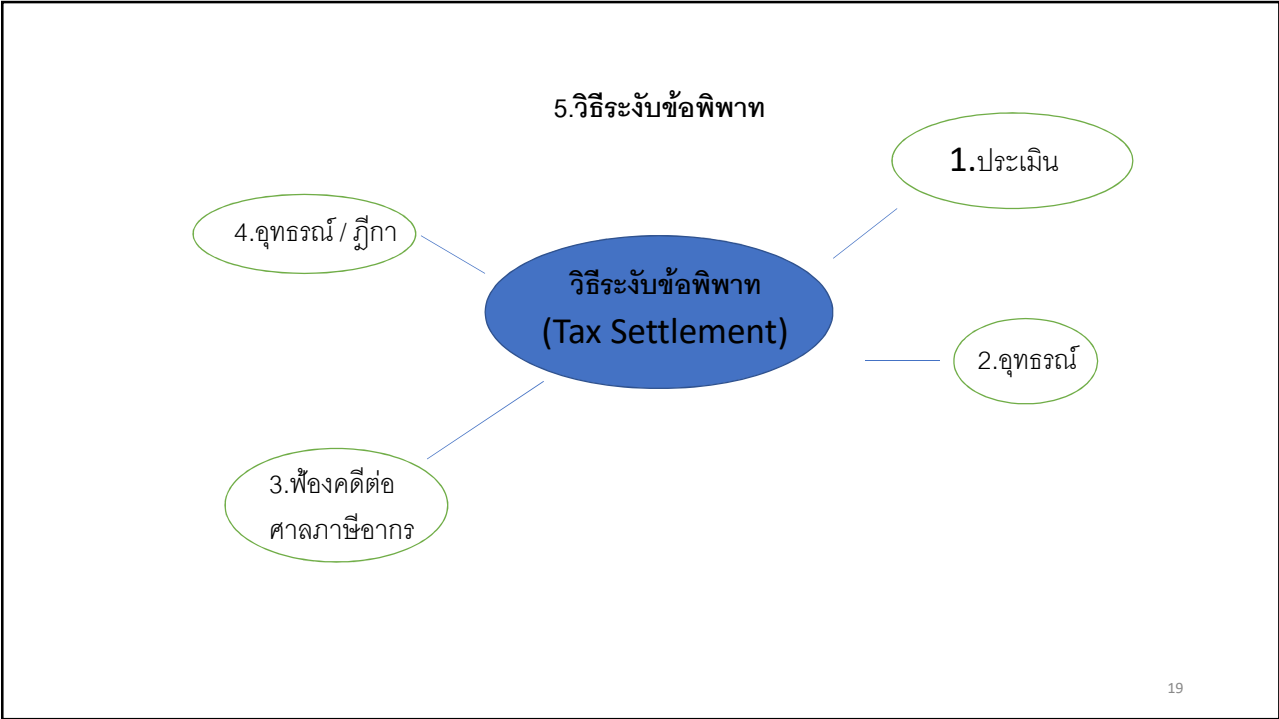 5.วิธีระงับข้อพิพาท
1.ประเมิน
4.อุทธรณ์ / ฎีกา
วิธีระงับข้อพิพาท
(Tax Settlement)
2.อุทธรณ์
3.ฟ้องคดีต่อ
ศาลภาษีอากร
19